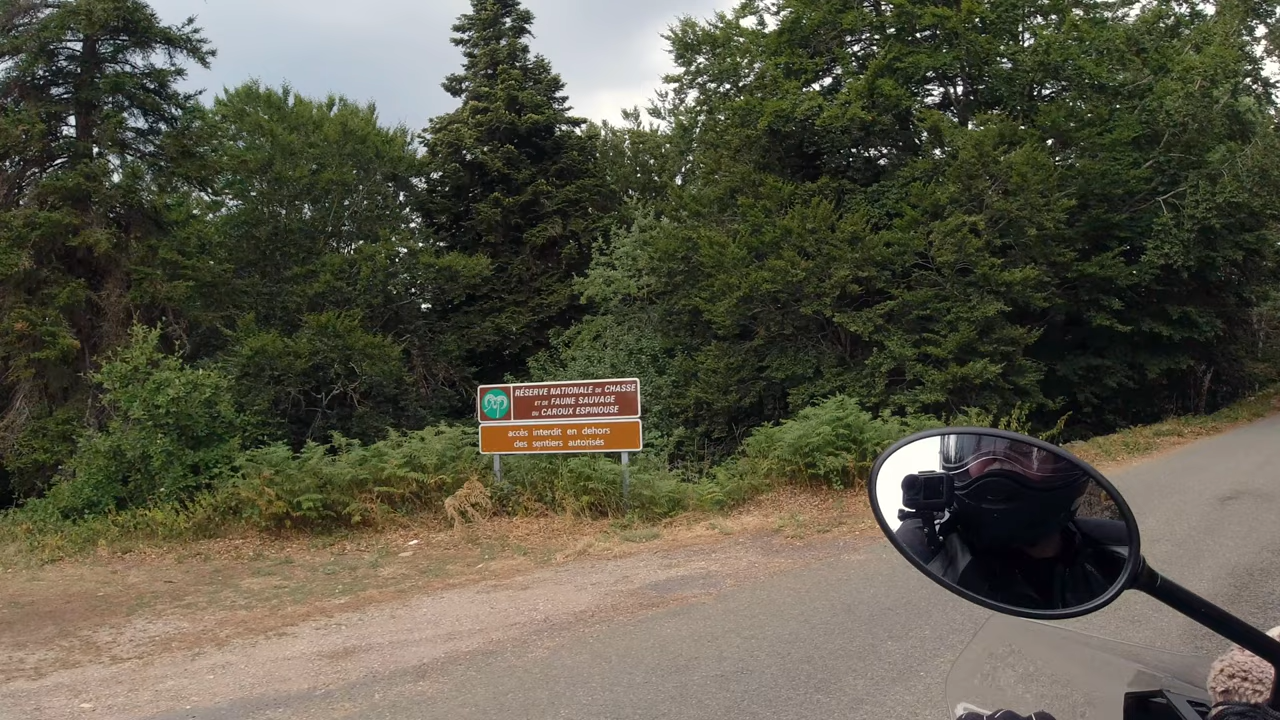 RÉSERVE NATIONALE DE CHASSE
ET DE FAUNE SAUVAGE
DU CAROUX ESPINOUSE
accès interdit en dehors
des sentiers autorisés